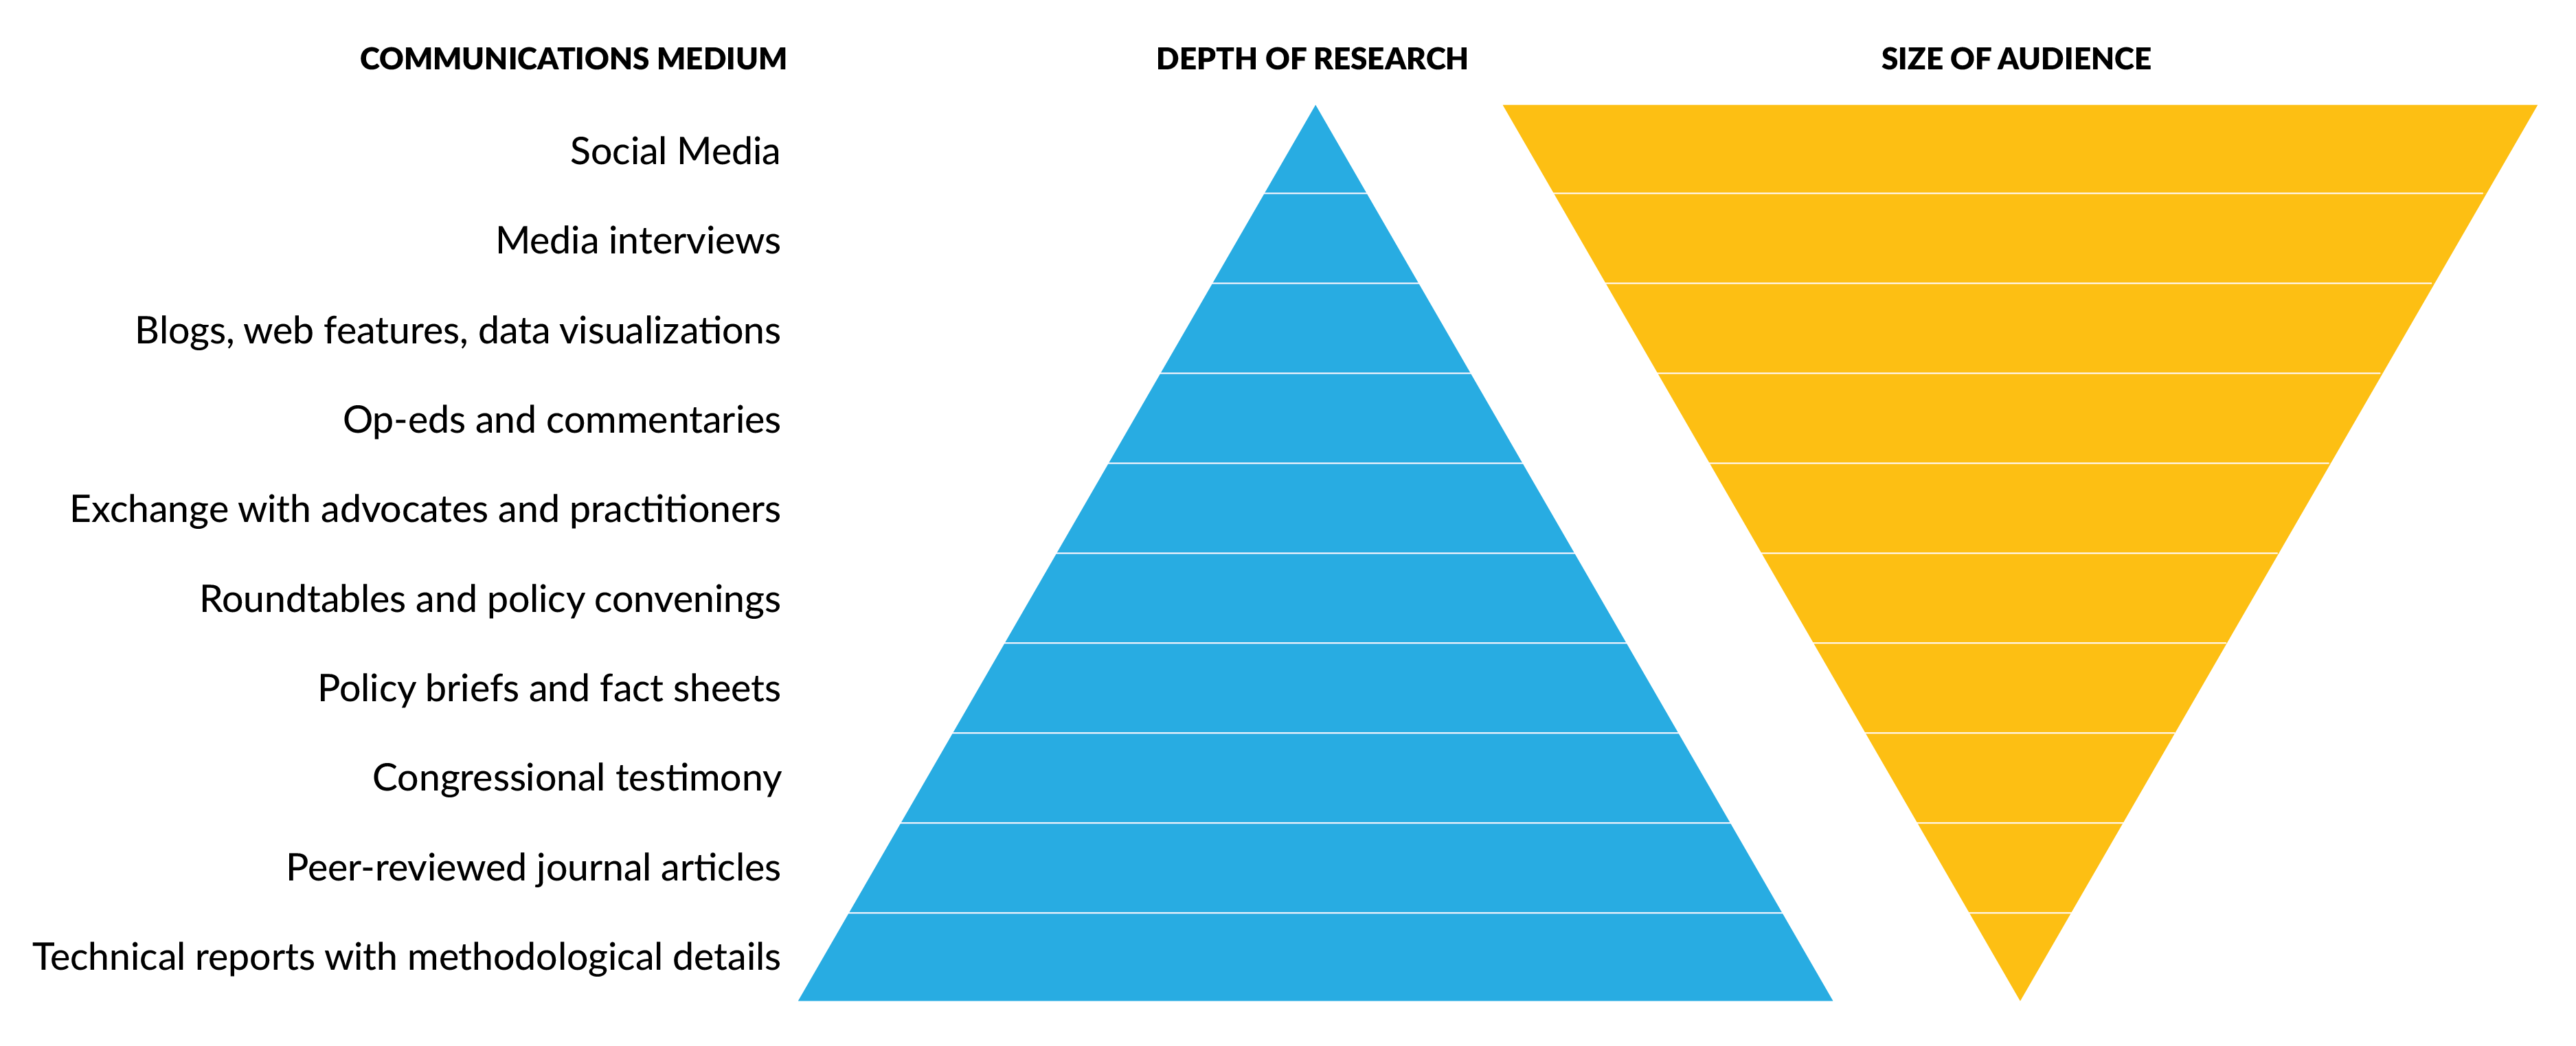 COMMUNICATIONS MEDIUM
DEPTH OF RESEARCH
SIZE OF AUDIENCE
Social Media
Media interviews
Blogs, web features, data visualizations
Op-eds and commentaries
Exchange with advocates and practitioners
Roundtables and policy convenings
Policy briefs and fact sheets
Congressional testimony
Peer-reviewed journal articles
Technical reports with methodological details